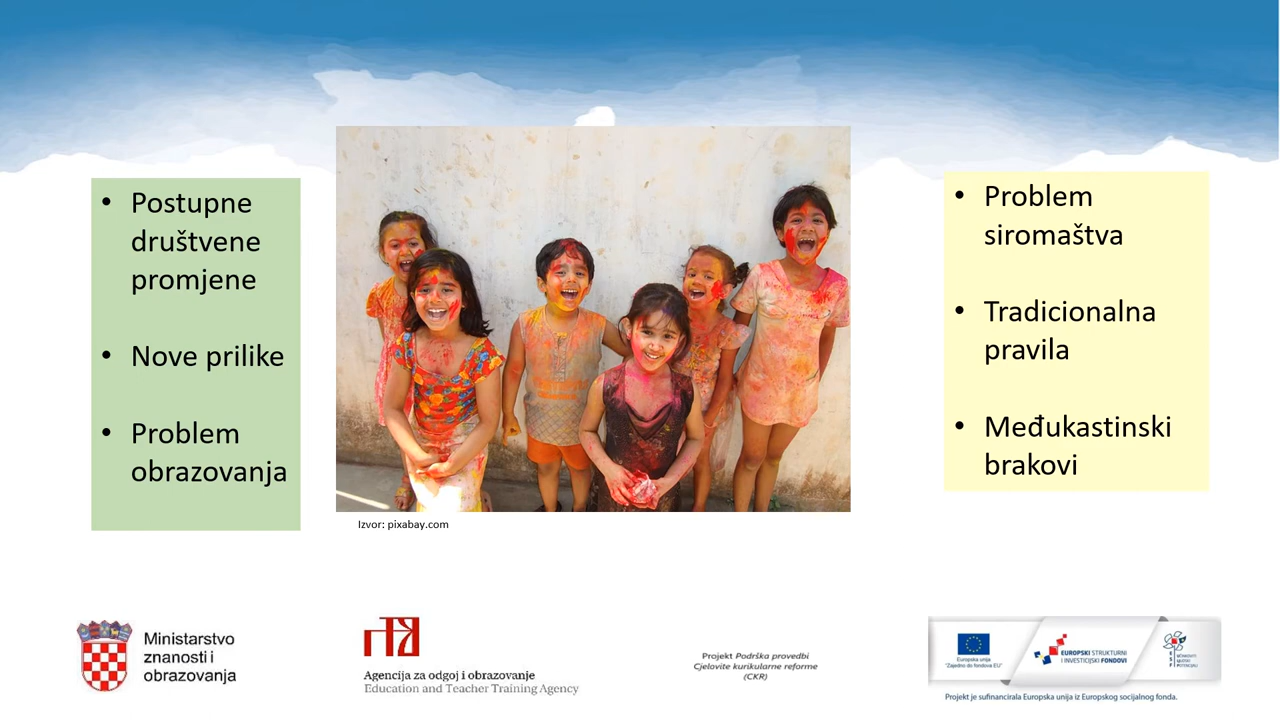 • Postupne
društvene
promjene
• Nove prilike
• Problem
obrazovanja
Izvor: pixabay.com
• Problem
siromaštva
• Tradicionalna
pravila
• Međukastinski
brakovi
Ministarstvo
znanosti i
obrazovanja
Agencija za odgoj i obrazovanje
Education and Teacher Training Agency
Projekt Podrška provedbi
Cjelovite kurikularne reforme
(CKR)
Europska unija
"Zajedno do fondova EU"
EUROPSKI STRUKTURNI
I INVESTICIJSKI FONDOVI
Projekt je sufinancirala Europska unija iz Europskog socijalnog fonda.